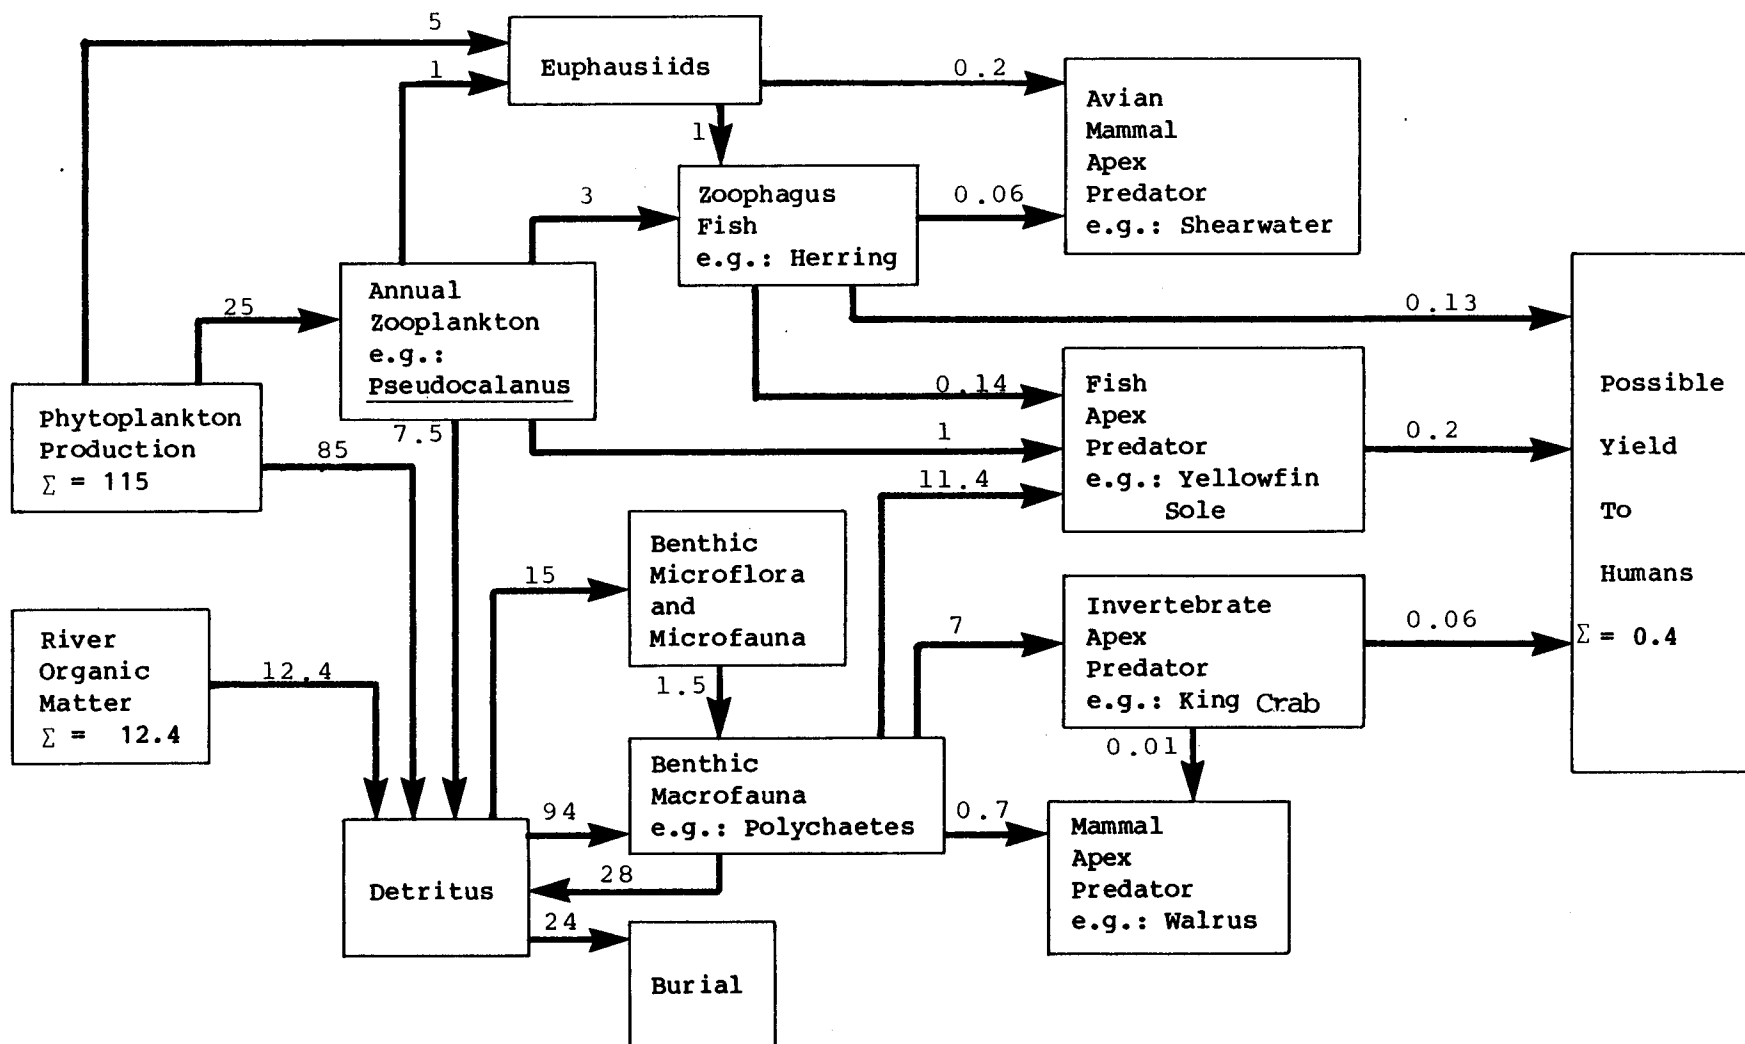 5
Euphausiids
1
0.2
Avian
Mammal
Apex
Predator
e.g.: Shearwater
1
Zoophagus
Fish
e.g.: Herring
3
0.06
25
Annual
Zooplankton
e.g.:
Pseudocalanus
0.13
Possible
Yield
To
Humans
Σ = 0.4
Phytoplankton
Production
Σ = 115
7.5
85
0.14
1
11.4
Fish
Apex
Predator
e.g.: Yellowfin
Sole
0.2
15
Benthic
Microflora
and
Microfauna
7
Invertebrate
Apex
Predator
e.g.: King Crab
0.06
River
Organic
Matter
Σ = 12.4
12.4
1.5
0.01
Benthic
Macrofauna
e.g.: Polychaetes
94
0.7
Mammal
Apex
Predator
e.g.: Walrus
Detritus
28
24
Burial